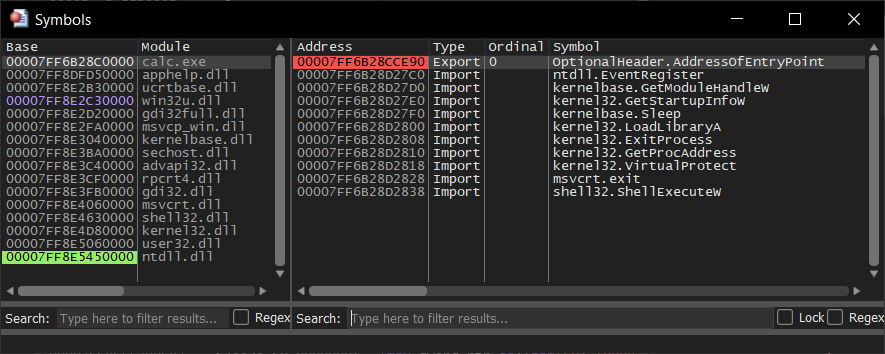 Symbols
Base Module
00007FF6B28C0000 calc.exe
00007FF8DFD50000 apphelp.dll
00007FF8E2B30000 ucrtbase.dll
00007FF8E2C30000 win32u.dll
00007FF8E2D20000 gdi32full.dll
00007FF8E2FA0000 msvcp_win.dll
00007FF8E3040000 kernelbase.dll
00007FF8E3BA0000 sechost.dll
00007FF8E3C40000 advapi32.dll
00007FF8E3CF0000 rpcrt4.dll
00007FF8E3FB0000 gdi32.dll
00007FF8E4060000 msvcrt.dll
00007FF8E4630000 shell32.dll
00007FF8E4D80000 kernel32.dll
00007FF8E5060000 user32.dll
00007FF8E5450000 ntdll.dll
Search: Type here to filter results... Regex
Address Type Ordinal Symbol
00007FF6B28CCE90 Export 0 OptionalHeader.AddressOfEntryPoint
00007FF6B28D27C0 Import ntdll.EventRegister
00007FF6B28D27D0 Import kernelbase.GetModuleHandleW
00007FF6B28D27E0 Import kernel32.GetStartupInfoW
00007FF6B28D27F0 Import kernelbase.Sleep
00007FF6B28D2800 Import kernel32.LoadLibraryA
00007FF6B28D2808 Import kernel32.ExitProcess
00007FF6B28D2810 Import kernel32.GetProcAddress
00007FF6B28D2818 Import kernel32.VirtualProtect
00007FF6B28D2828 Import msvcrt.exit
00007FF6B28D2838 Import shell32.ShellExecuteW
Search: Type here to filter results... Lock Regex